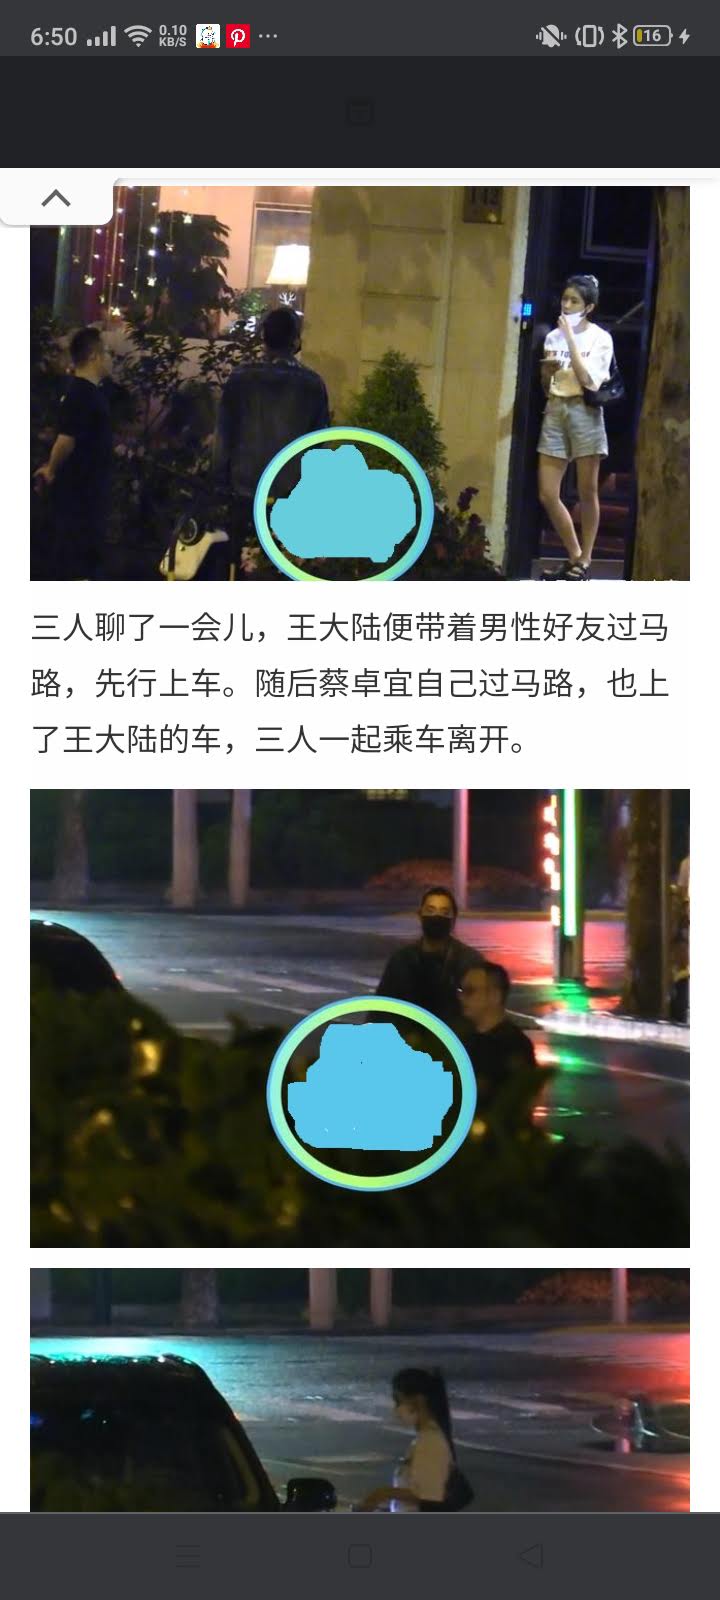 6:50 0.10 KB/S 16
142
三人聊了一会儿，王大陆便带着男性好友过马
路，先行上车。随后蔡卓宜自己过马路，也上
了王大陆的车，三人一起乘车离开。